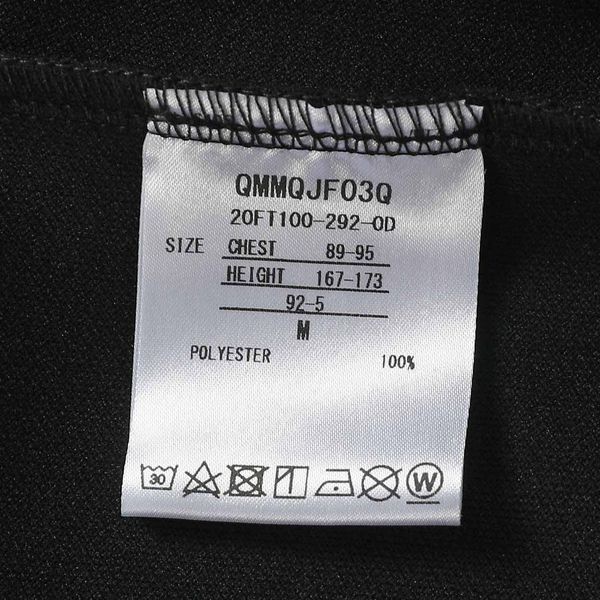 QMMQJF03Q
20FT100-292-0D
SIZE CHEST 89-95
HEIGHT 167-173
92-5
M
POLYESTER 100%
30 W